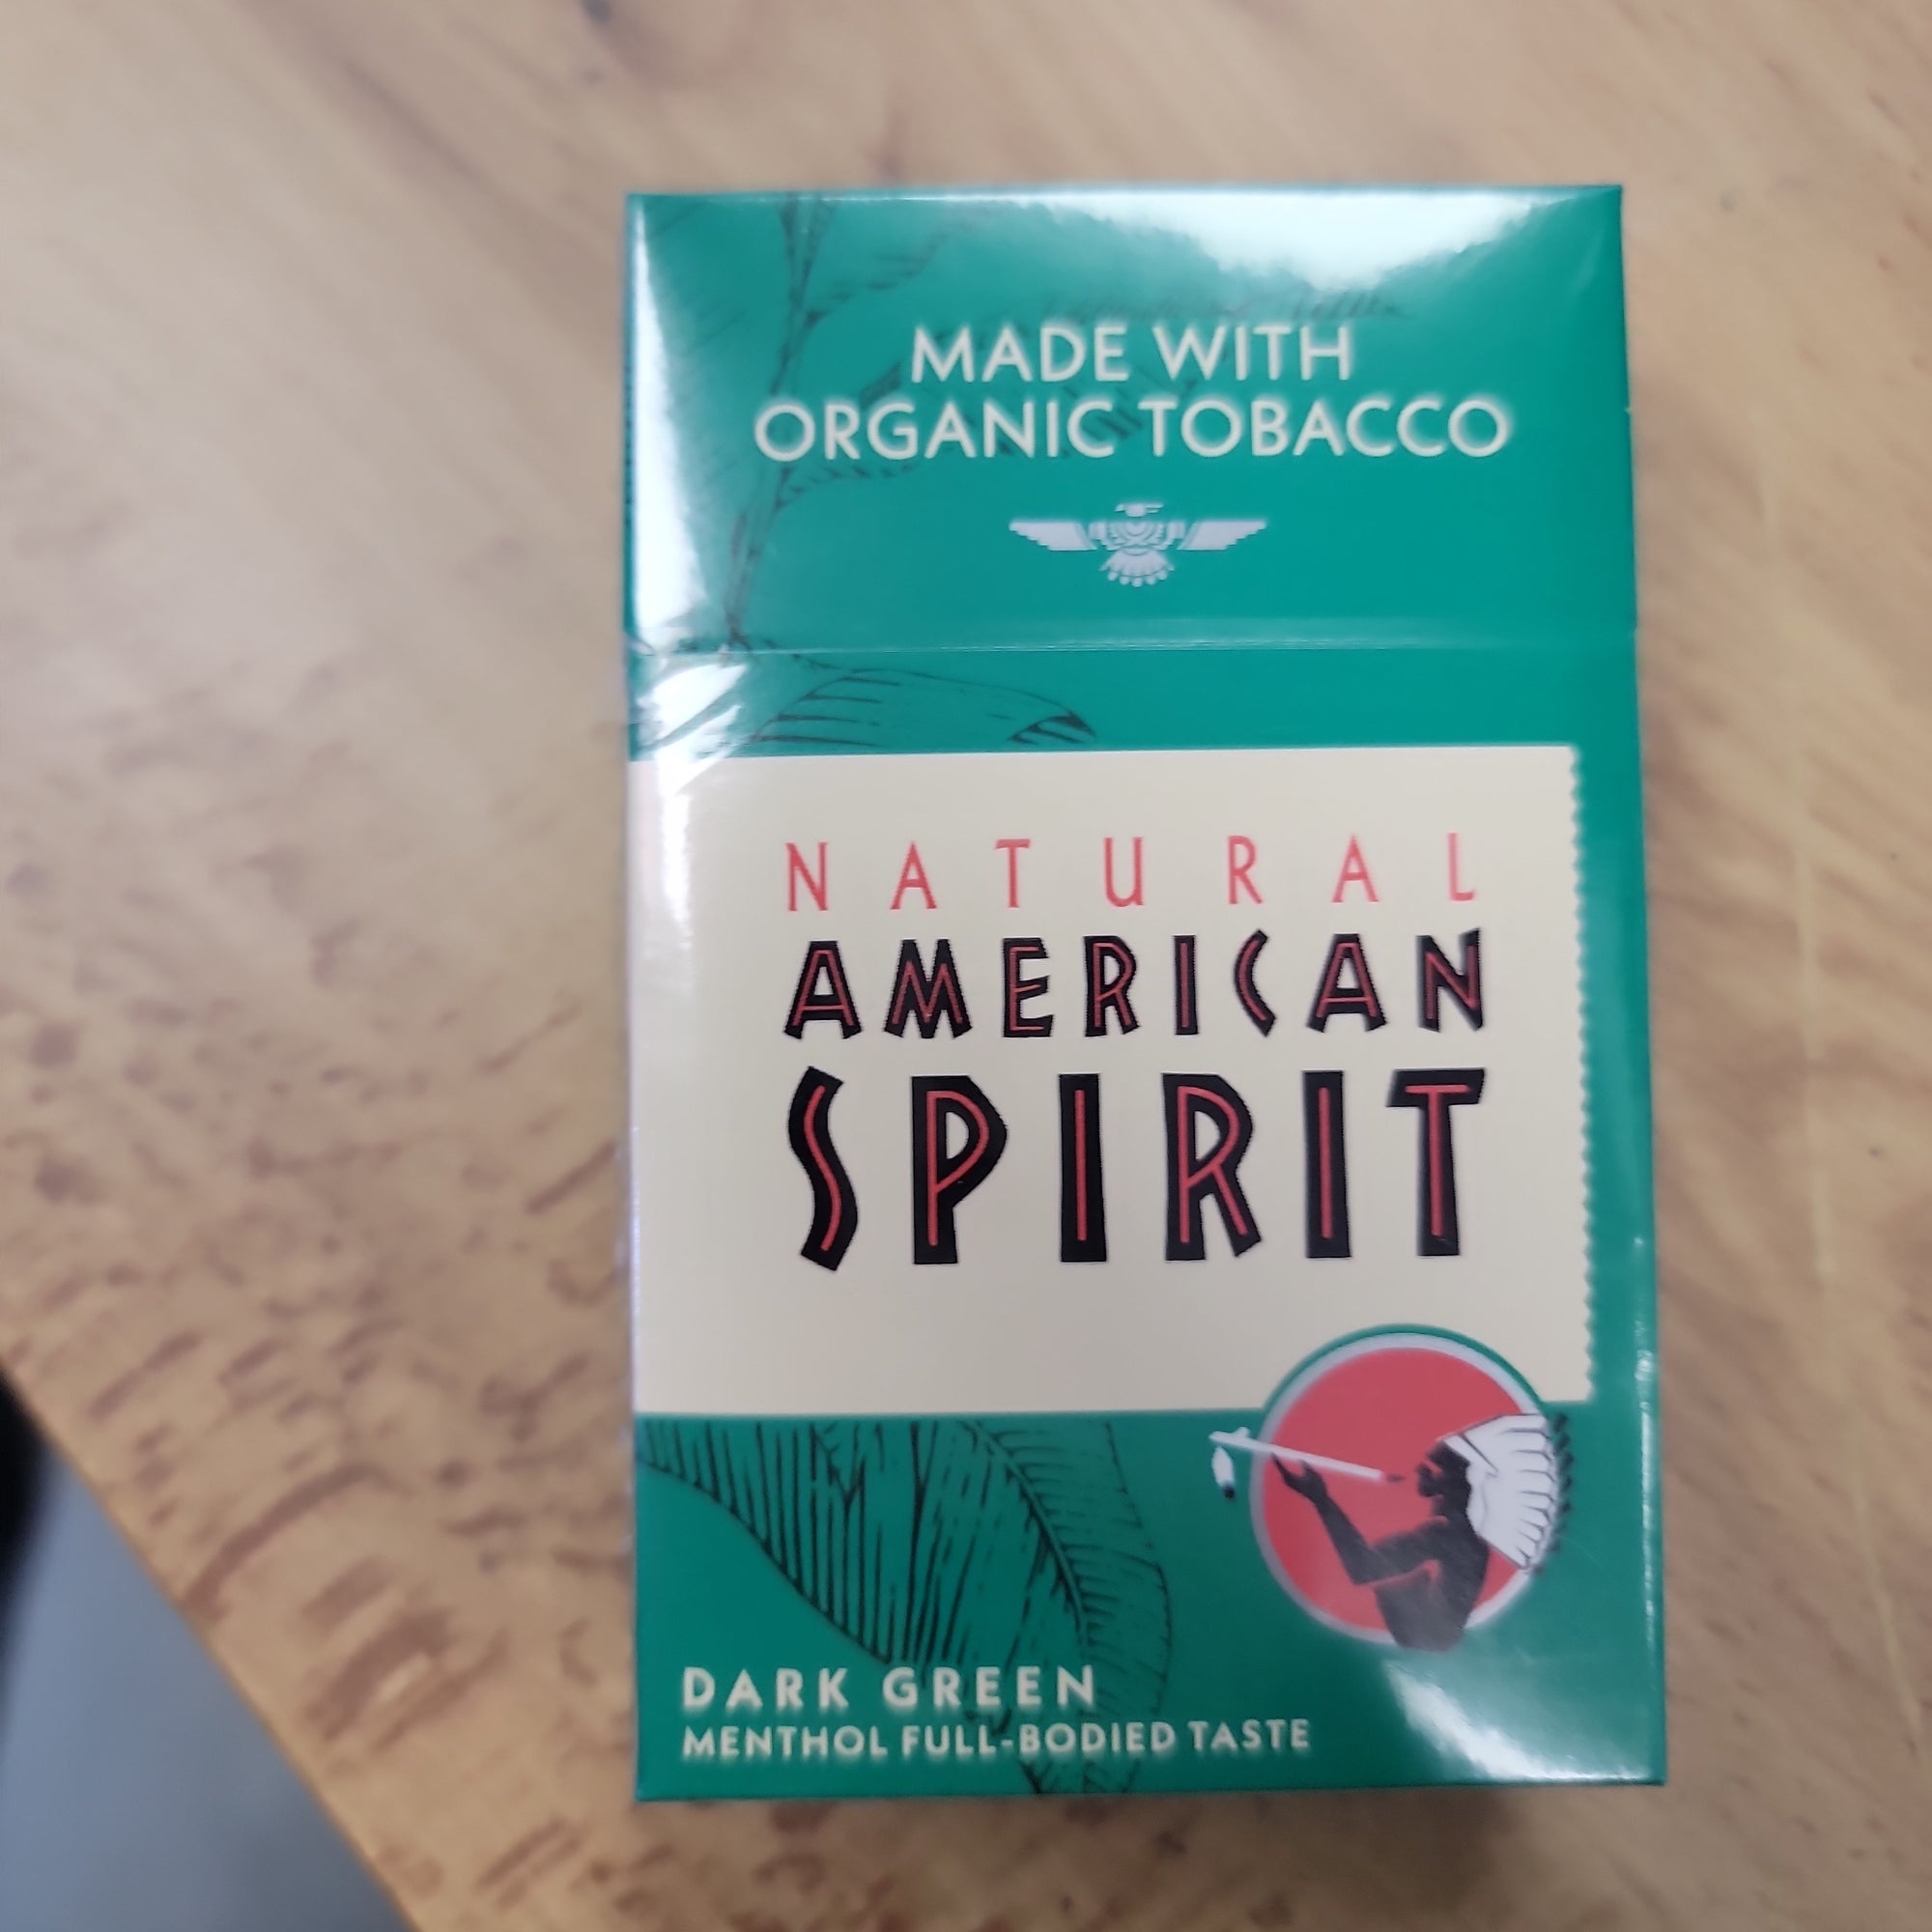 MADE WITH
ORGANIC TOBACCO
NATURAL
AMERICAN
SPIRIT
DARK GREEN
MENTHOL FULL-BODIED TASTE